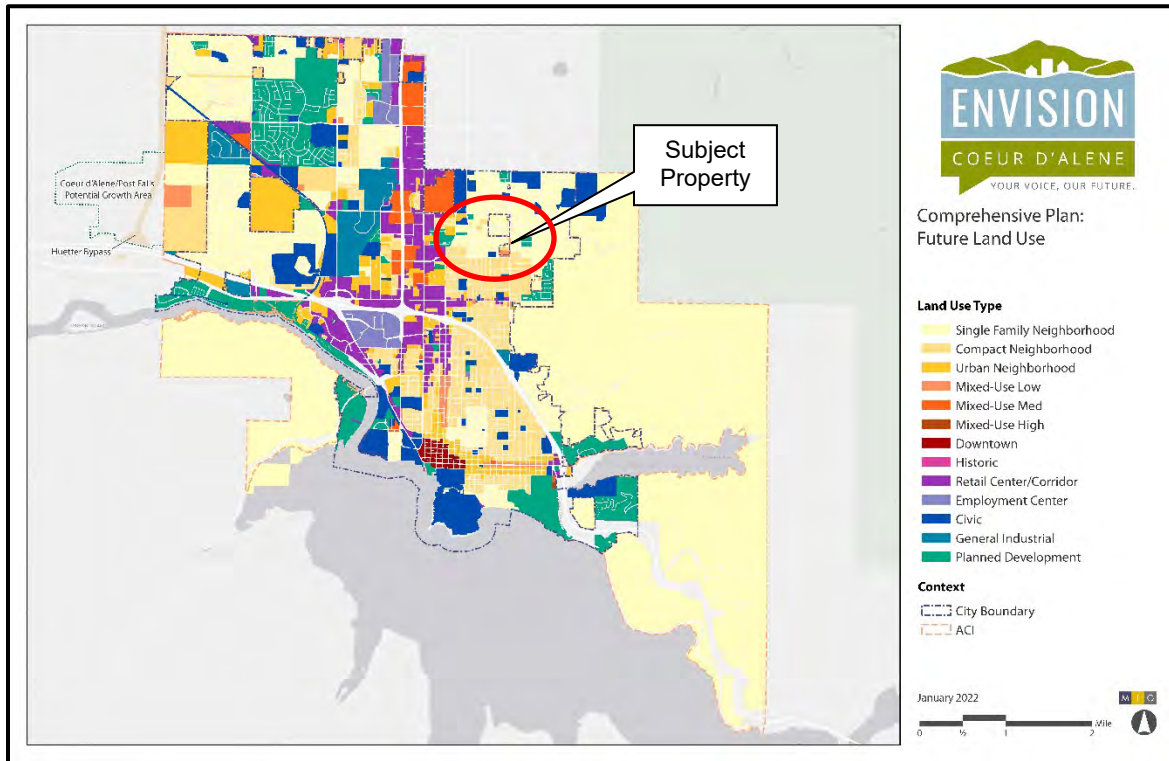 Subject
Property
Coeur d'Alene/Post Falls
Potential Growth Area
Huetter Bypass
ENVISION
COEUR D'ALENE
YOUR VOICE, OUR FUTURE.
Comprehensive Plan:
Future Land Use
Land Use Type
Single Family Neighborhood
Compact Neighborhood
Urban Neighborhood
Mixed-Use Low
Mixed-Use Med
Mixed-Use High
Downtown
Historic
Retail Center/Corridor
Employment Center
Civic
General Industrial
Planned Development
Context
City Boundary
ACI
January 2022
M I G
0 ½ 1 2 Mile